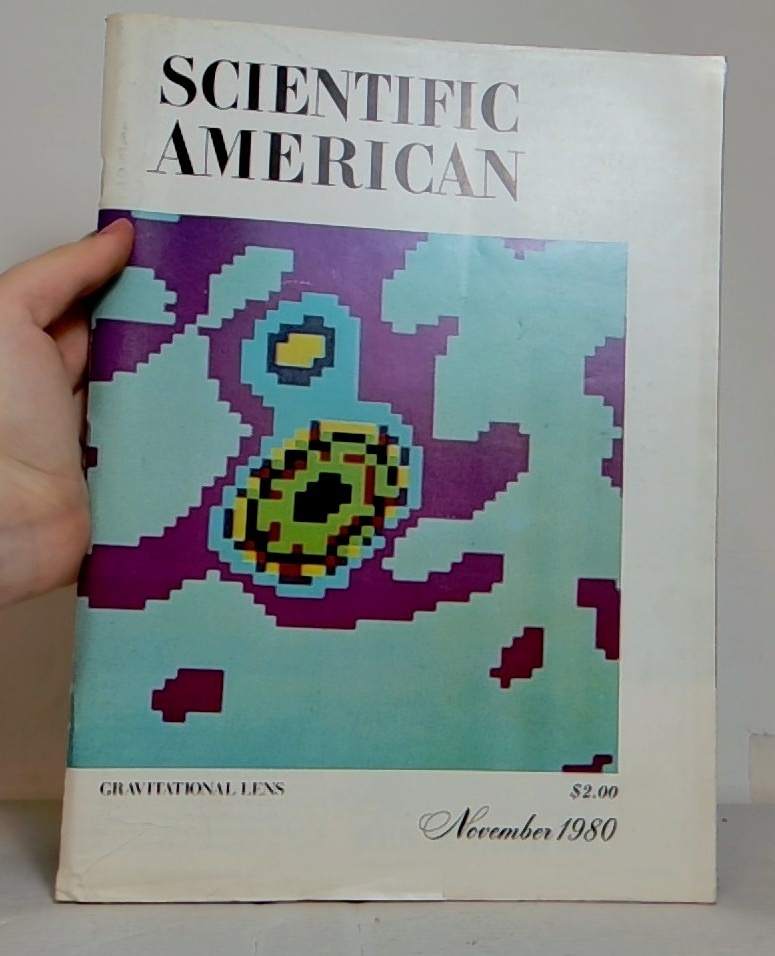 SCIENTIFIC
AMERICAN
GRAVITATIONAL LENS
$2.00
November 1980